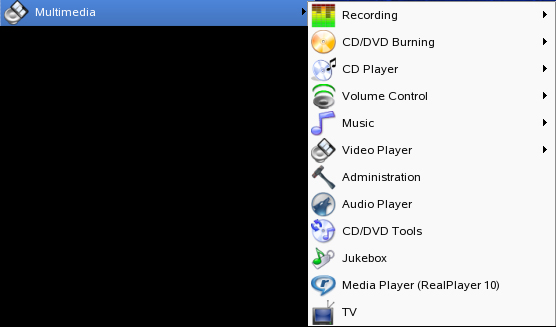 Multimedia
Recording
CD/DVD Burning
CD Player
Volume Control
Music
Video Player
Administration
Audio Player
CD/DVD Tools
Jukebox
Media Player (RealPlayer 10)
TV